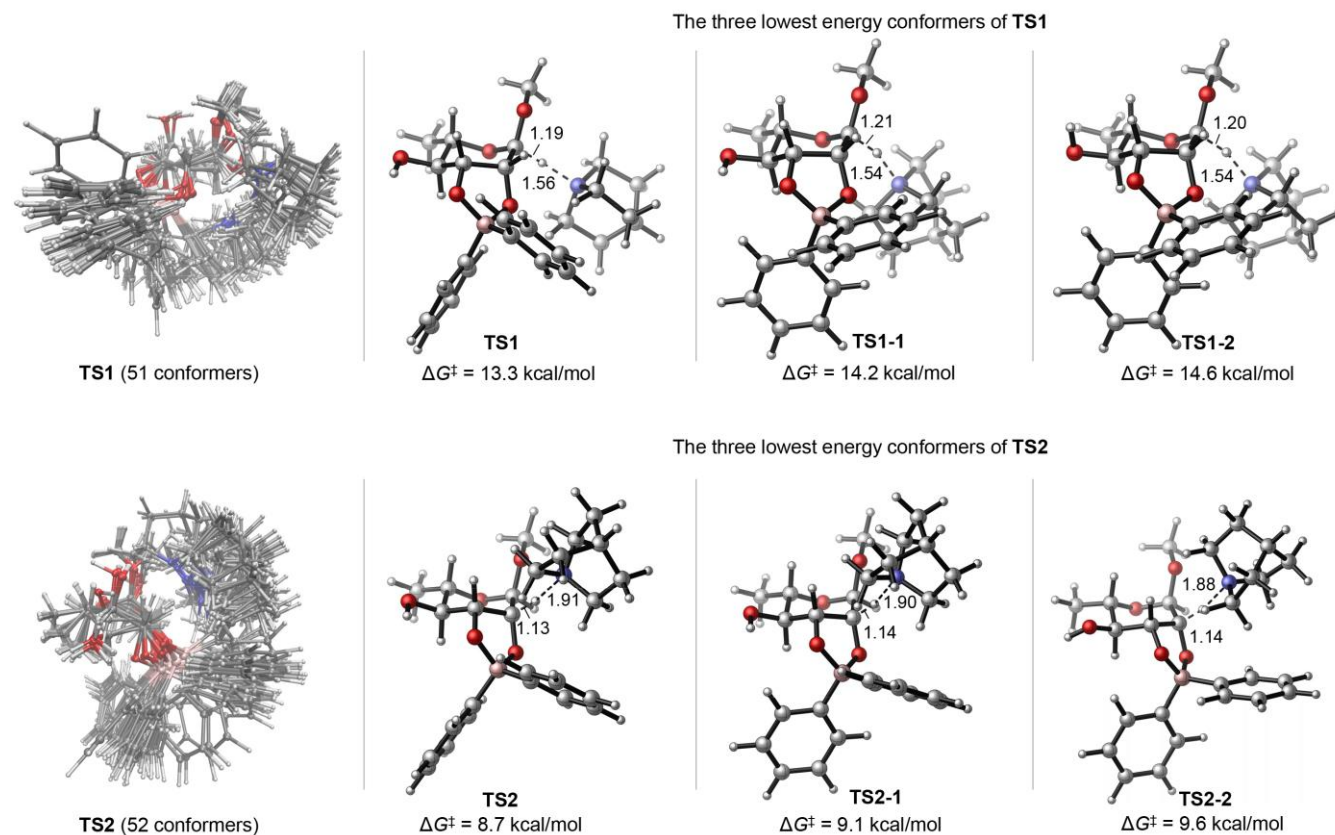 The three lowest energy conformers of TS1
1.19
1.56
1.21
1.54
1.20
1.54
TS1 (51 conformers)
TS1
ΔG‡ = 13.3 kcal/mol
TS1-1
ΔG‡ = 14.2 kcal/mol
TS1-2
ΔG‡ = 14.6 kcal/mol
The three lowest energy conformers of TS2
1.91
1.13
1.90
1.14
1.88
1.14
TS2 (52 conformers)
TS2
ΔG‡ = 8.7 kcal/mol
TS2-1
ΔG‡ = 9.1 kcal/mol
TS2-2
ΔG‡ = 9.6 kcal/mol